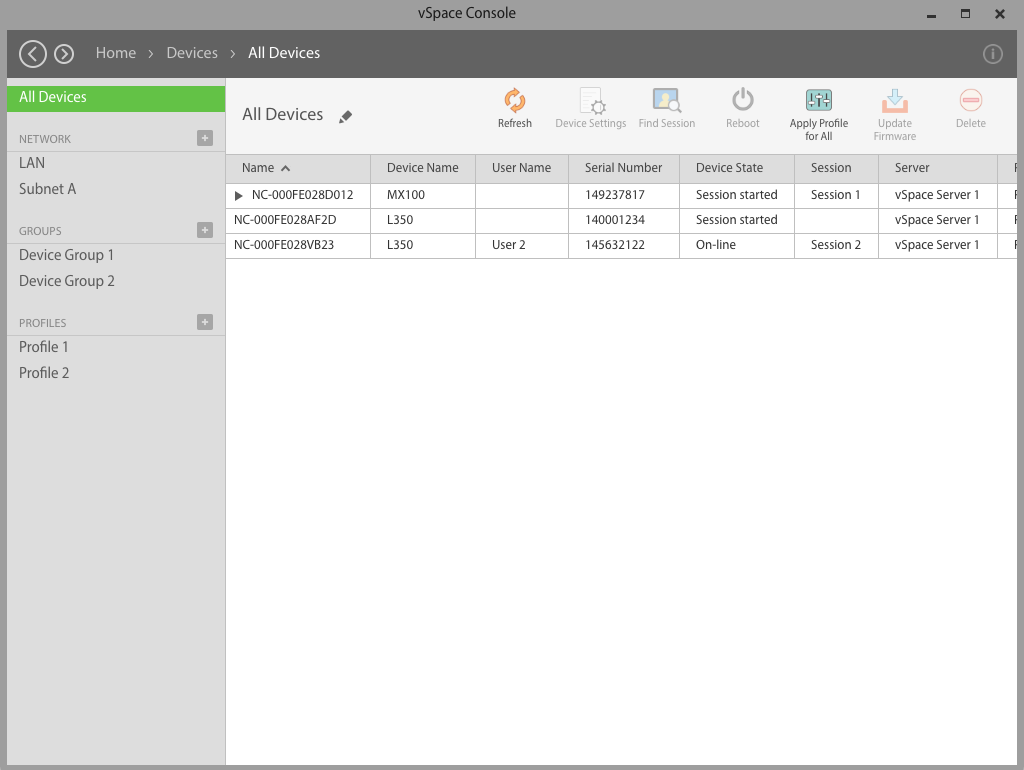 vSpace Console
Home > Devices > All Devices
All Devices
NETWORK
LAN
Subnet A
GROUPS
Device Group 1
Device Group 2
PROFILES
Profile 1
Profile 2
All Devices
Refresh
Device Settings
Find Session
Reboot
Apply Profile
for All
Update
Firmware
Delete
Name Device Name User Name Serial Number Device State Session Server
NC-000FE028D012 MX100 149237817 Session started Session 1 vSpace Server 1
NC-000FE028AF2D L350 140001234 Session started vSpace Server 1
NC-000FE028VB23 L350 User 2 145632122 On-line Session 2 vSpace Server 1